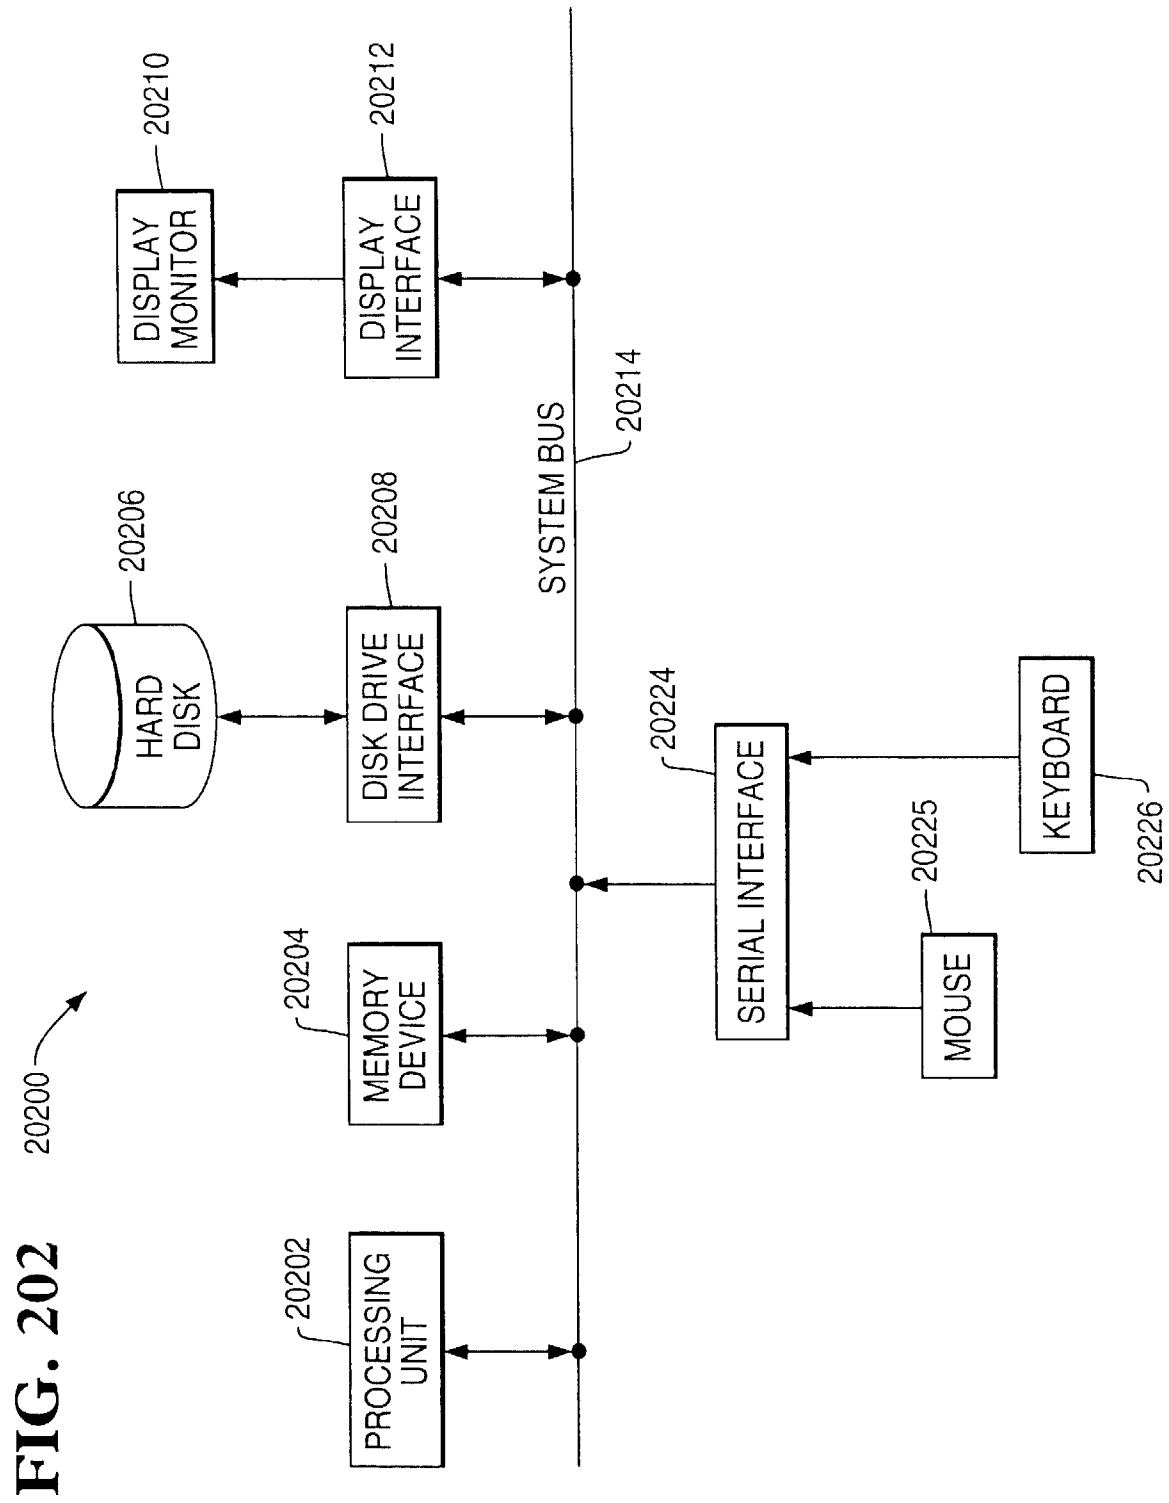 FIG. 202
20200
HARD
DISK
20206
DISPLAY
MONITOR
20210
PROCESSING
UNIT
20202
MEMORY
DEVICE
20204
DISK DRIVE
INTERFACE
20208
DISPLAY
INTERFACE
20212
SYSTEM BUS
20214
SERIAL INTERFACE
20224
MOUSE
20225
KEYBOARD
20226